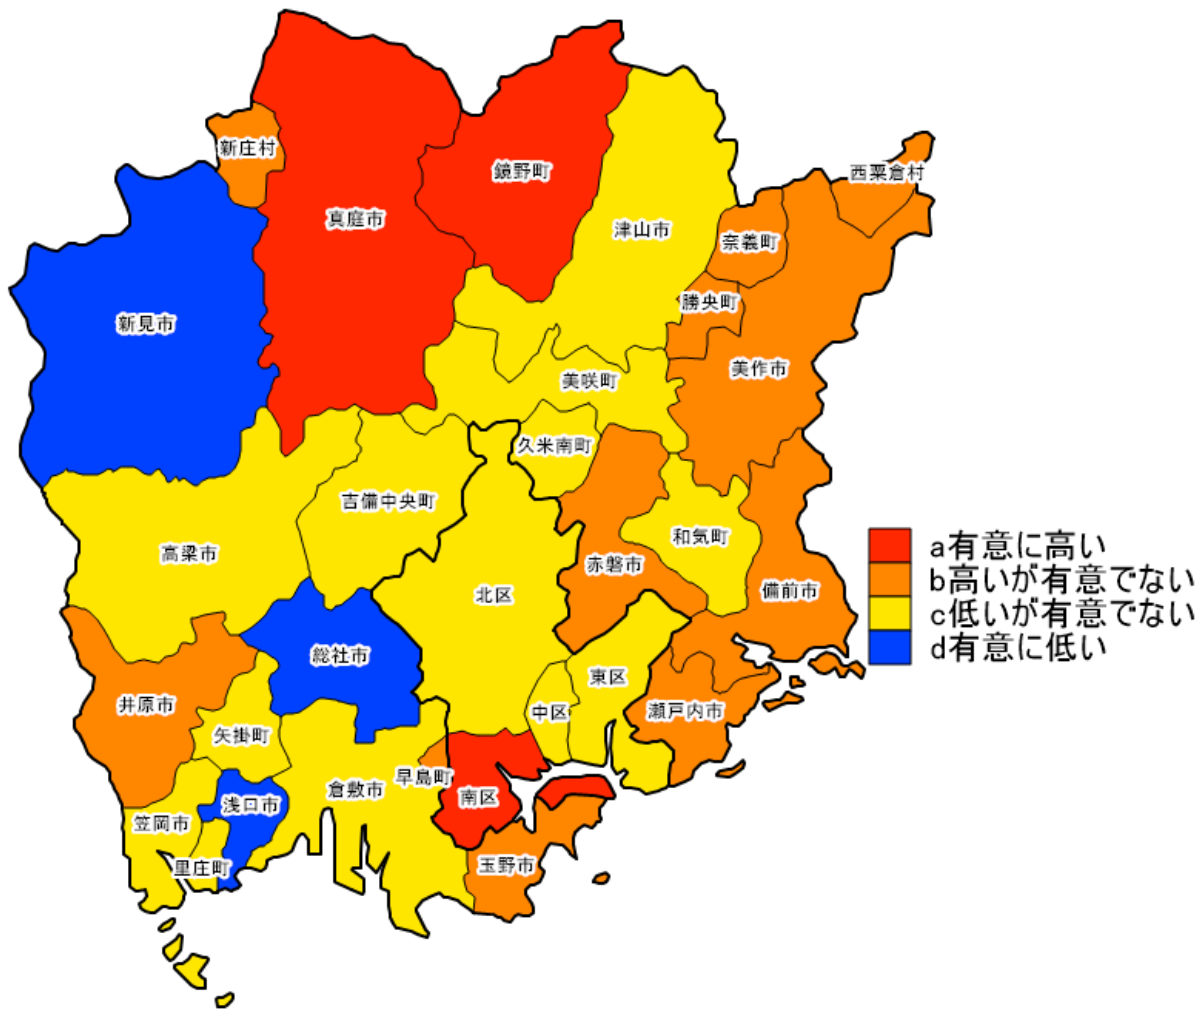 新庄村
鏡野町
西粟倉村
真庭市
津山市
奈義町
勝央町
新見市
美作市
美咲町
久米南町
吉備中央町
高梁市
和気町
赤磐市
備前市
北区
総社市
東区
井原市
中区
瀬戸内市
矢掛町
早島町
倉敷市
南区
浅口市
笠岡市
里庄町
玉野市
a有意に高い
b高いが有意でない
c低いが有意でない
d有意に低い